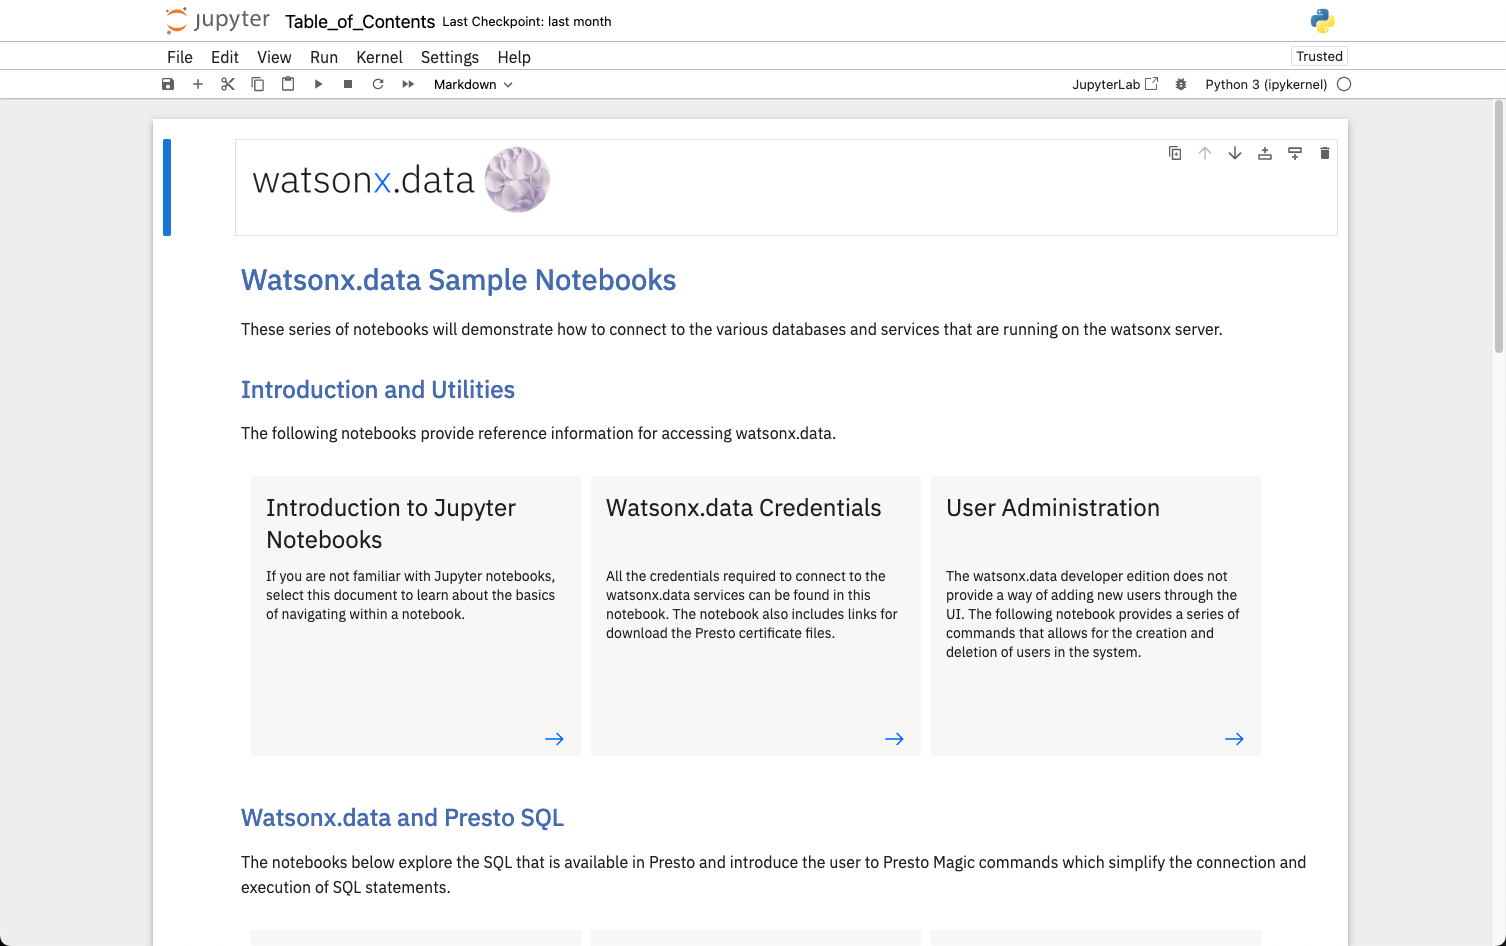 jupyter Table_of_Contents Last Checkpoint: last month
File Edit View Run Kernel Settings Help Trusted
Markdown JupyterLab Python 3 (ipykernel)
watsonx.data
Watsonx.data Sample Notebooks
These series of notebooks will demonstrate how to connect to the various databases and services that are running on the watsonx server.
Introduction and Utilities
The following notebooks provide reference information for accessing watsonx.data.
Introduction to Jupyter
Notebooks
If you are not familiar with Jupyter notebooks,
select this document to learn about the basics
of navigating within a notebook.
Watsonx.data Credentials
All the credentials required to connect to the
watsonx.data services can be found in this
notebook. The notebook also includes links for
download the Presto certificate files.
User Administration
The watsonx.data developer edition does not
provide a way of adding new users through the
UI. The following notebook provides a series of
commands that allows for the creation and
deletion of users in the system.
Watsonx.data and Presto SQL
The notebooks below explore the SQL that is available in Presto and introduce the user to Presto Magic commands which simplify the connection and
execution of SQL statements.